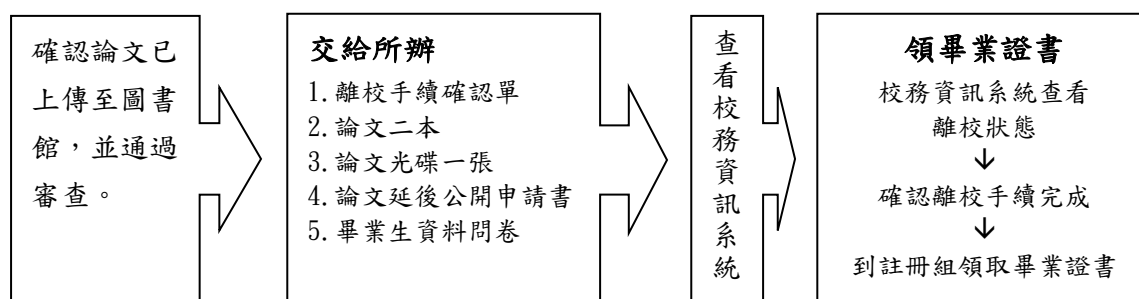 確認論文已
上傳至圖書
館，並通過
審查。
交給所辦
1.離校手續確認單
2.論文二本
3.論文光碟一張
4.論文延後公開申請書
5.畢業生資料問卷
查看校務資訊系統
領畢業證書
校務資訊系統查看
離校狀態
↓
確認離校手續完成
↓
到註冊組領取畢業證書